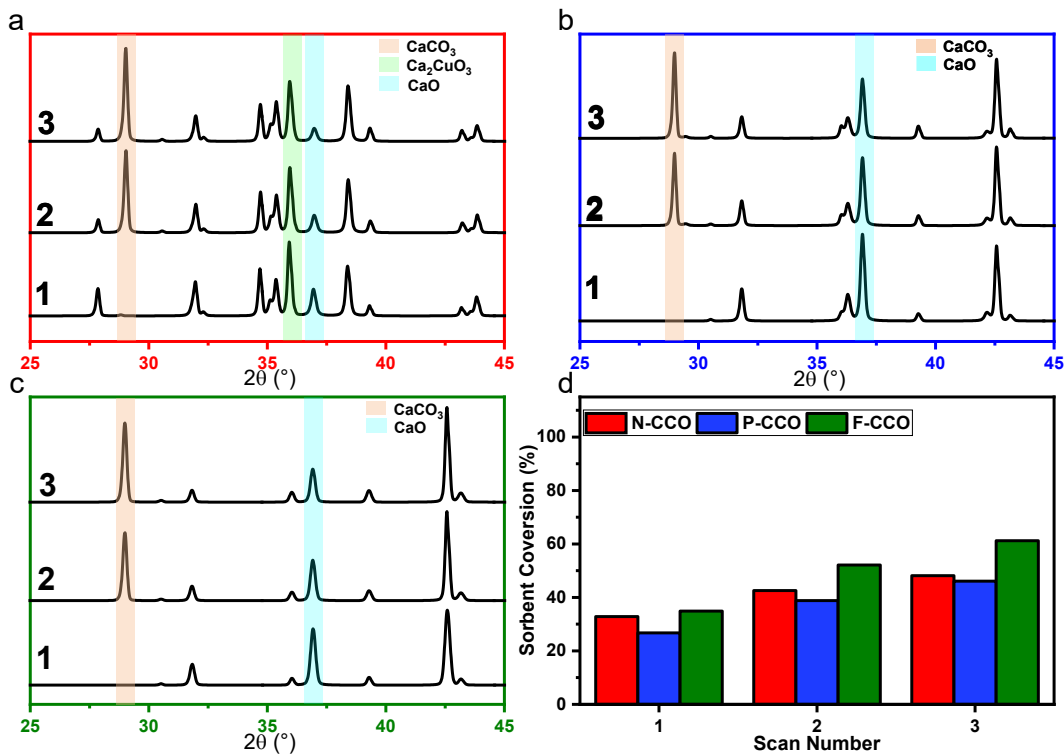 a
CaCO₃
Ca₂CuO₃
CaO
3
2
1
25 30 35 40 45
2θ (°)
b
CaCO₃
CaO
3
2
1
25 30 35 40 45
2θ (°)
c
CaCO₃
CaO
3
2
1
25 30 35 40 45
2θ (°)
d
N-CCO P-CCO F-CCO
Sorbent Coversion (%)
100
80
60
40
20
0
1 2 3
Scan Number